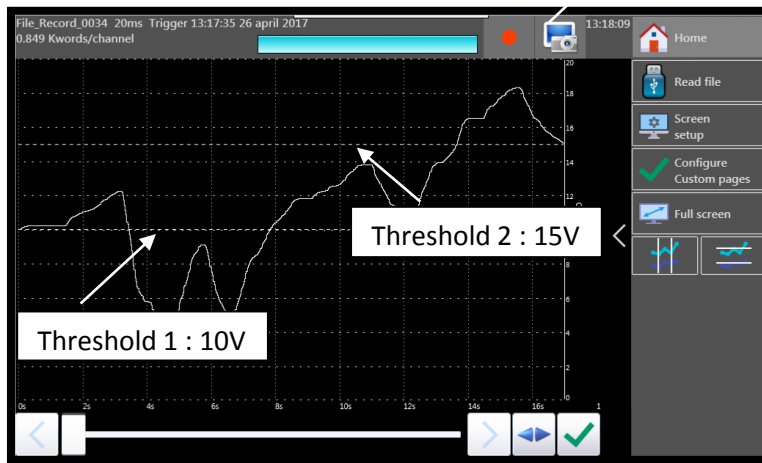 File_Record_0034 20ms Trigger 13:17:35 26 april 2017
0.849 Kwords/channel
13:18:09
Home
Read file
Screen
setup
Configure
Custom pages
Full screen
20
18
16
14
12
8
6
4
2
0
Threshold 2 : 15V
Threshold 1 : 10V
0s 2s 4s 6s 8s 10s 12s 14s 16s 1